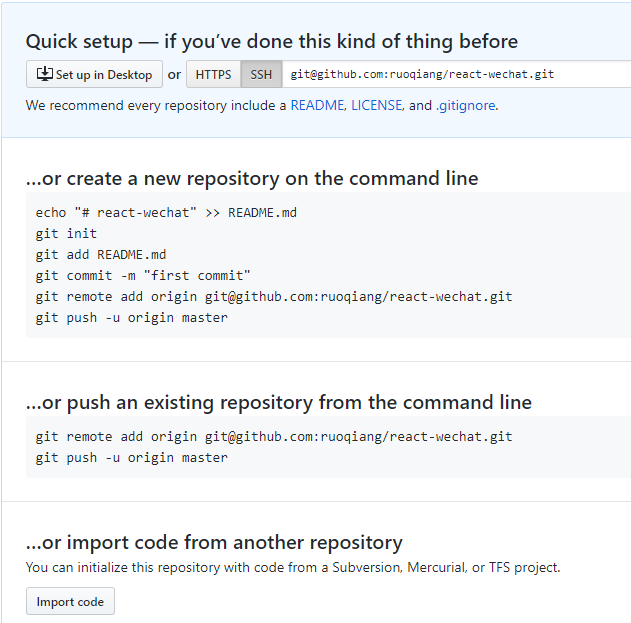 Quick setup — if you’ve done this kind of thing before
Set up in Desktop or HTTPS SSH git@github.com:ruoqiang/react-wechat.git
We recommend every repository include a README, LICENSE, and .gitignore.
…or create a new repository on the command line
echo "# react-wechat" >> README.md
git init
git add README.md
git commit -m "first commit"
git remote add origin git@github.com:ruoqiang/react-wechat.git
git push -u origin master
…or push an existing repository from the command line
git remote add origin git@github.com:ruoqiang/react-wechat.git
git push -u origin master
…or import code from another repository
You can initialize this repository with code from a Subversion, Mercurial, or TFS project.
Import code